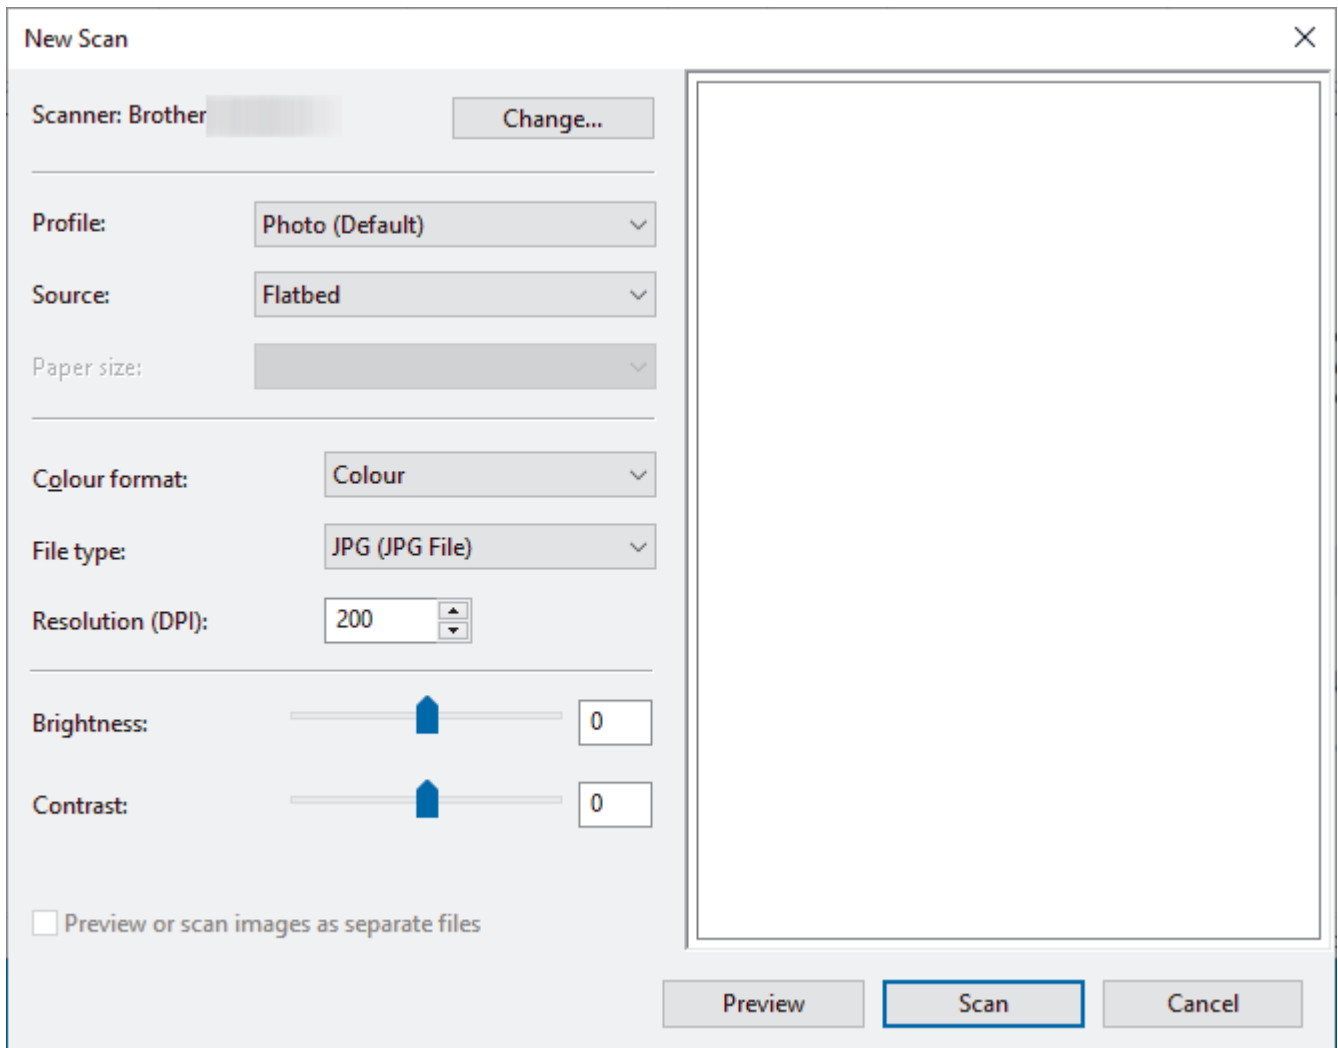 New Scan
Scanner: Brother
Change...
Profile: Photo (Default)
Source: Flatbed
Paper size:
Colour format: Colour
File type: JPG (JPG File)
Resolution (DPI): 200
Brightness: 0
Contrast: 0
Preview or scan images as separate files
Preview Scan Cancel